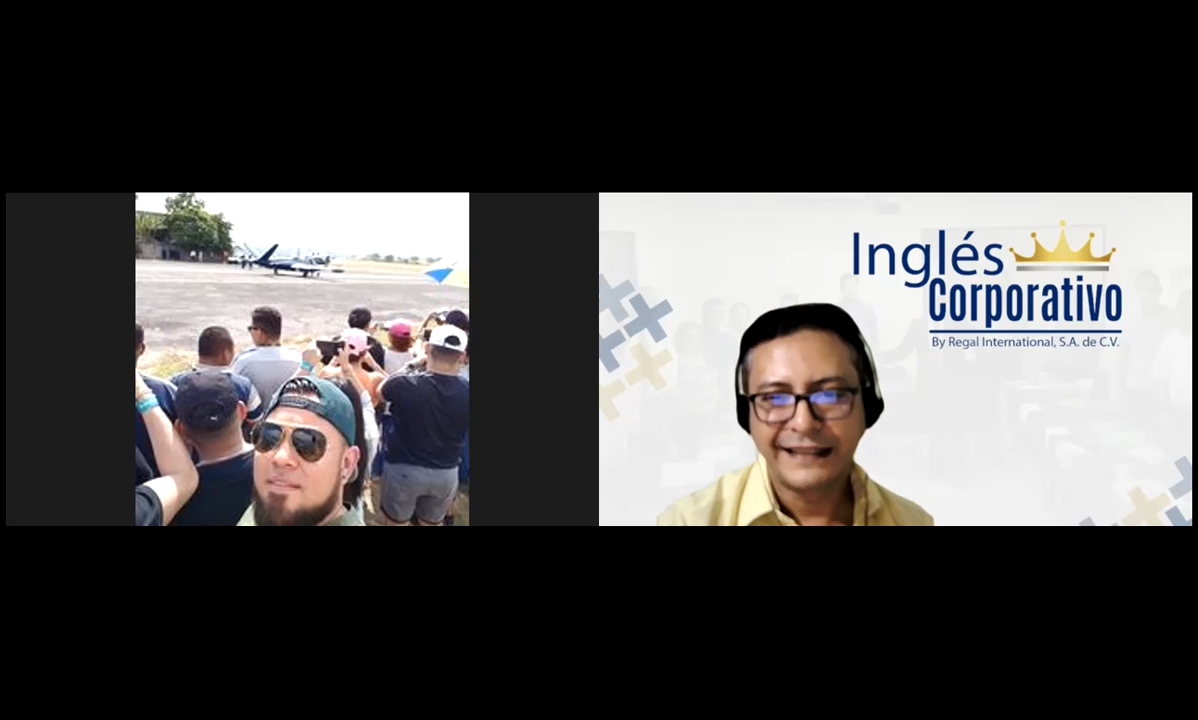 Inglés
Corporativo
By Regal International, S.A. de C.V.